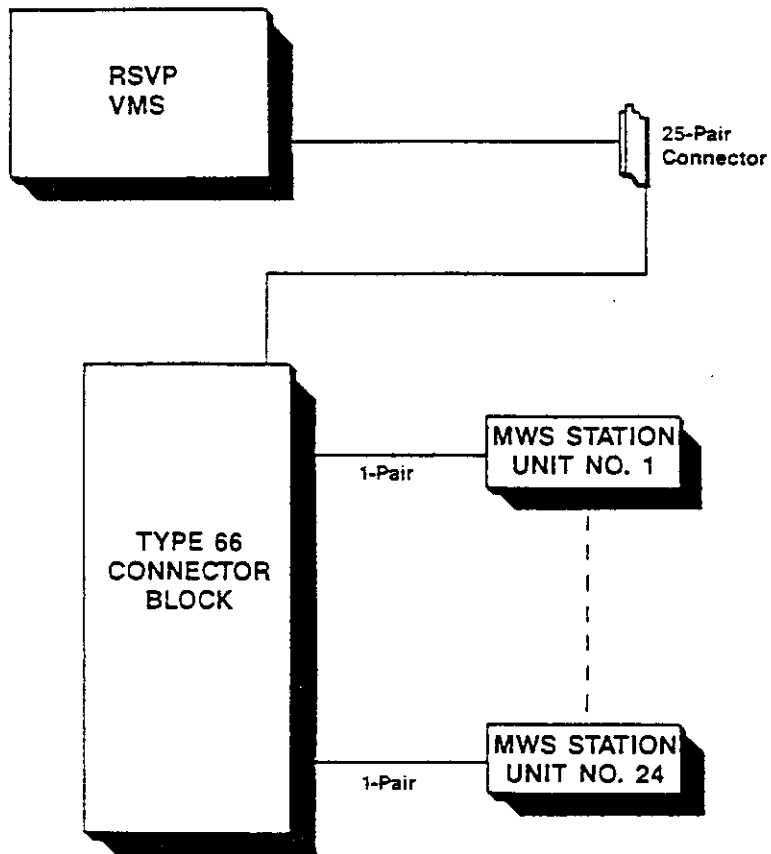 RSVP
VMS
25-Pair
Connector
MWS STATION
UNIT NO. 1
1-Pair
TYPE 66
CONNECTOR
BLOCK
MWS STATION
UNIT NO. 24
1-Pair